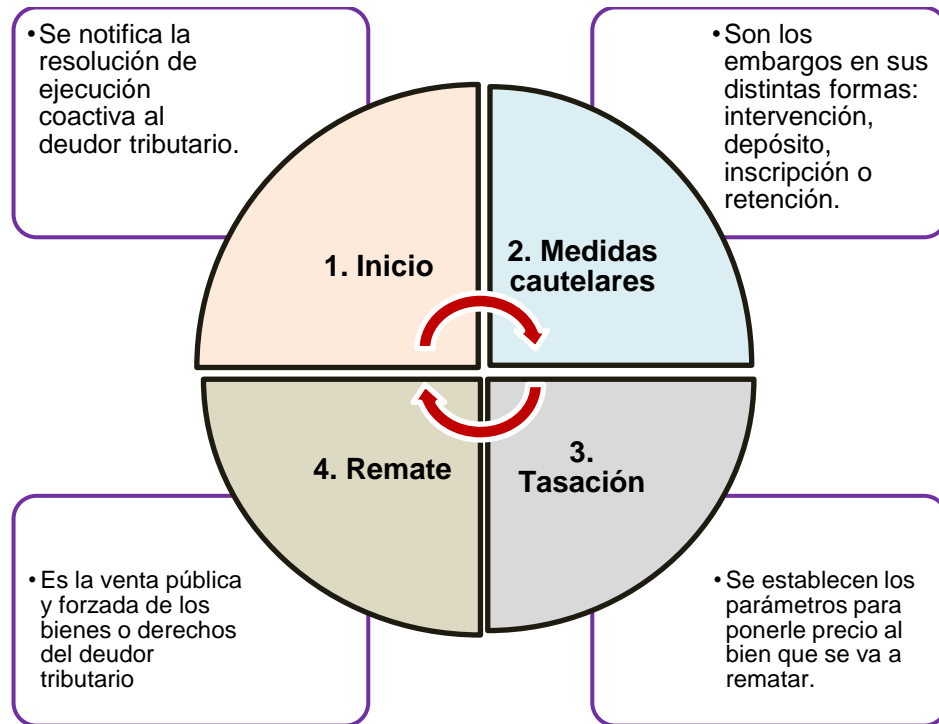 •Se notifica la
resolución de
ejecución
coactiva al
deudor tributario.
•Son los
embargos en sus
distintas formas:
intervención,
depósito,
inscripción o
retención.
1. Inicio
2. Medidas
cautelares
4. Remate
3.
Tasación
•Es la venta pública
y forzada de los
bienes o derechos
del deudor
tributario
•Se establecen los
parámetros para
ponerle precio al
bien que se va a
rematar.